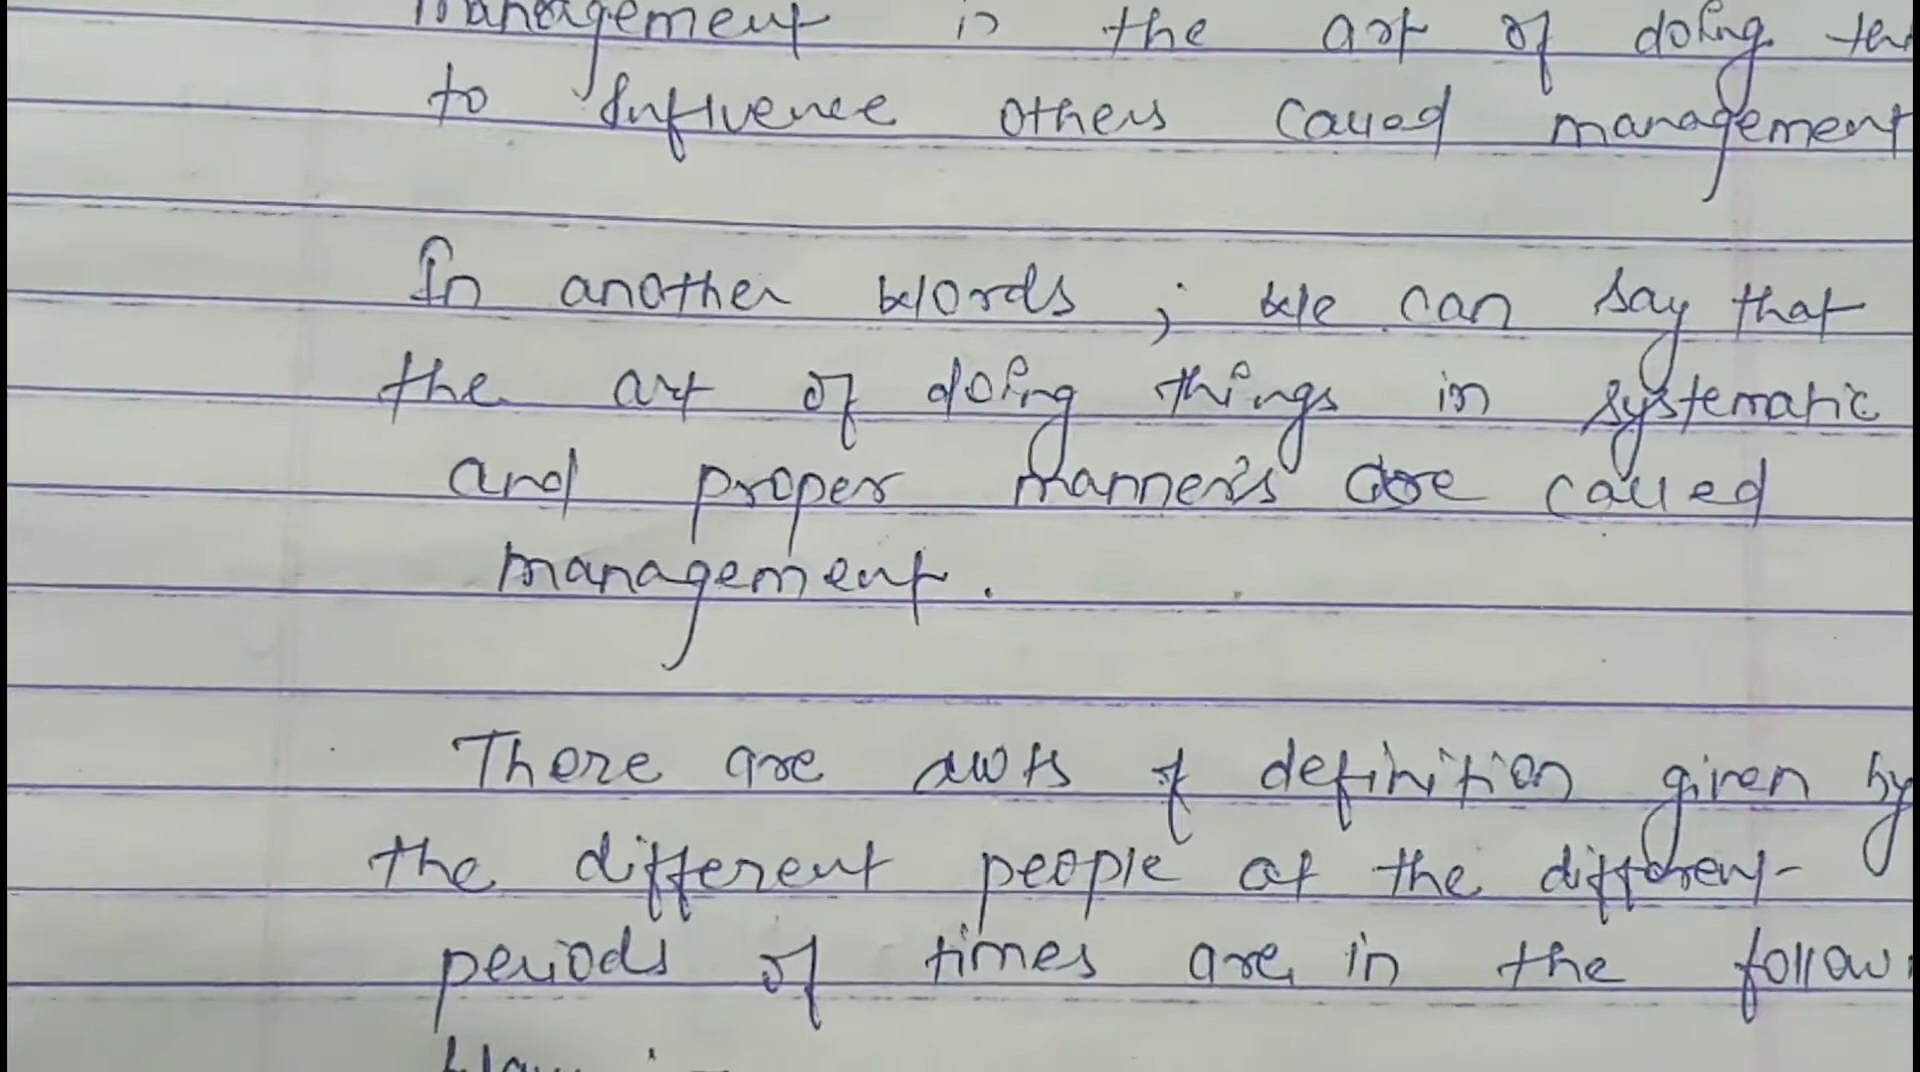 Management is the art of doing
to Influence others called management
In another words ; We can say that
the art of doing things in systematic
and proper manner's are called
management .
There are of definition given by
the different people at the different
periods of times are in the follow